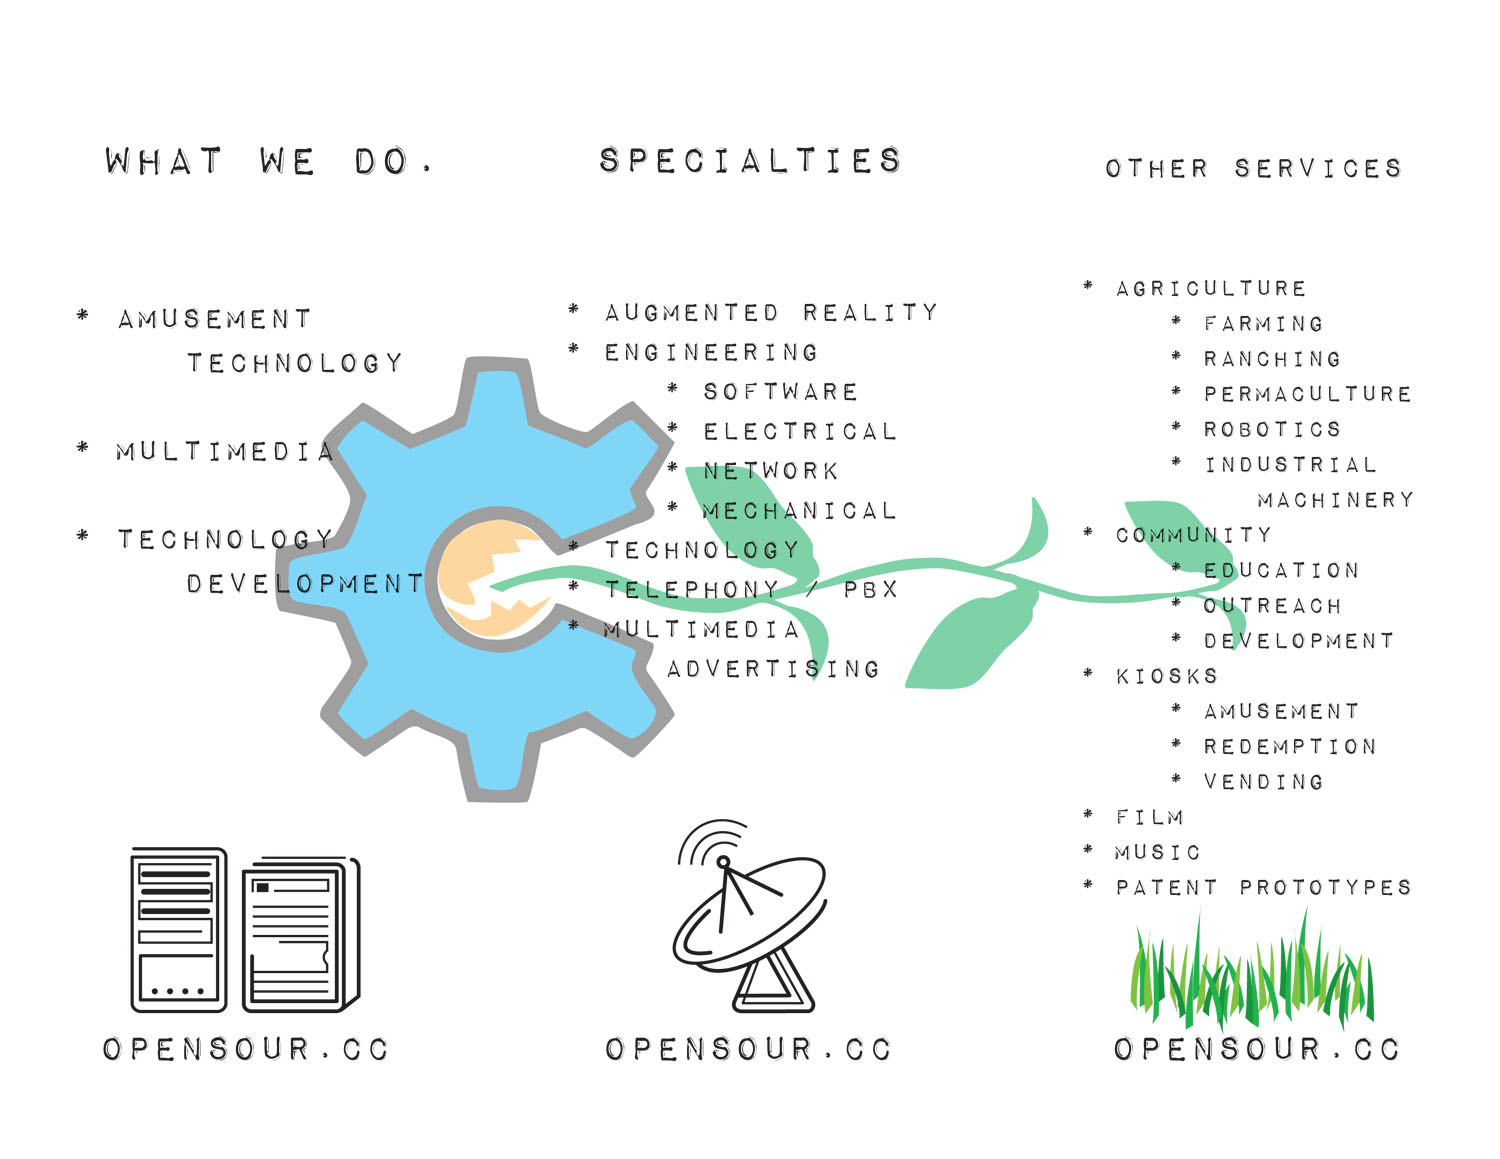 WHAT WE DO.
* AMUSEMENT
TECHNOLOGY
* MULTIMEDIA
* TECHNOLOGY
DEVELOPMENT
OPENSOUR.CC
SPECIALTIES
* AUGMENTED REALITY
* ENGINEERING
* SOFTWARE
* ELECTRICAL
* NETWORK
* MECHANICAL
* TECHNOLOGY
* TELEPHONY / PBX
* MULTIMEDIA
ADVERTISING
OPENSOUR.CC
OTHER SERVICES
* AGRICULTURE
* FARMING
* RANCHING
* PERMACULTURE
* ROBOTICS
* INDUSTRIAL
MACHINERY
* COMMUNITY
* EDUCATION
* OUTREACH
* DEVELOPMENT
* KIOSKS
* AMUSEMENT
* REDEMPTION
* VENDING
* FILM
* MUSIC
* PATENT PROTOTYPES
OPENSOUR.CC